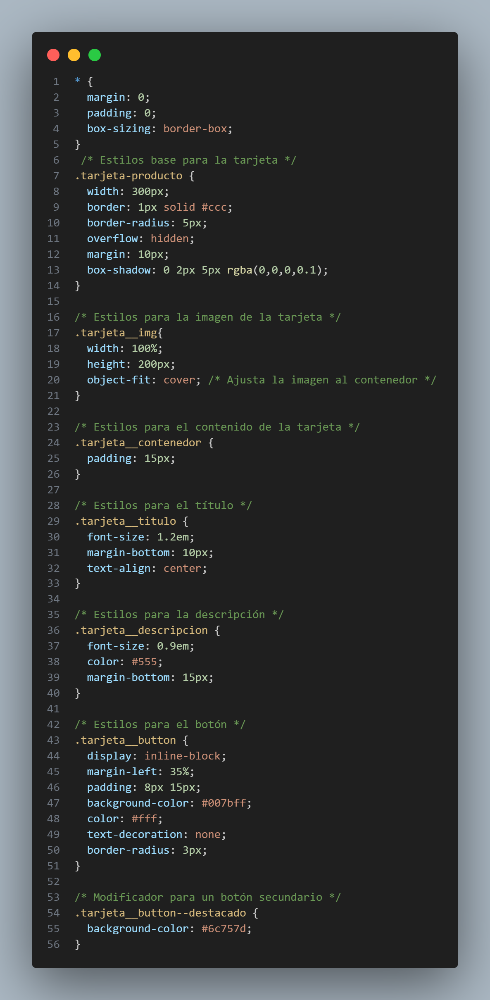 1 * {
2   margin: 0;
3   padding: 0;
4   box-sizing: border-box;
5 }
6  /* Estilos base para la tarjeta */
7 .tarjeta-producto {
8   width: 300px;
9   border: 1px solid #ccc;
10   border-radius: 5px;
11   overflow: hidden;
12   margin: 10px;
13   box-shadow: 0 2px 5px rgba(0,0,0,0.1);
14 }
15
16 /* Estilos para la imagen de la tarjeta */
17 .tarjeta__img{
18   width: 100%;
19   height: 200px;
20   object-fit: cover; /* Ajusta la imagen al contenedor */
21 }
22
23 /* Estilos para el contenido de la tarjeta */
24 .tarjeta__contenedor {
25   padding: 15px;
26 }
27
28 /* Estilos para el título */
29 .tarjeta__titulo {
30   font-size: 1.2em;
31   margin-bottom: 10px;
32   text-align: center;
33 }
34
35 /* Estilos para la descripción */
36 .tarjeta__descripcion {
37   font-size: 0.9em;
38   color: #555;
39   margin-bottom: 15px;
40 }
41
42 /* Estilos para el botón */
43 .tarjeta__button {
44   display: inline-block;
45   margin-left: 35%;
46   padding: 8px 15px;
47   background-color: #007bff;
48   color: #fff;
49   text-decoration: none;
50   border-radius: 3px;
51 }
52
53 /* Modificador para un botón secundario */
54 .tarjeta__button--destacado {
55   background-color: #6c757d;
56 }